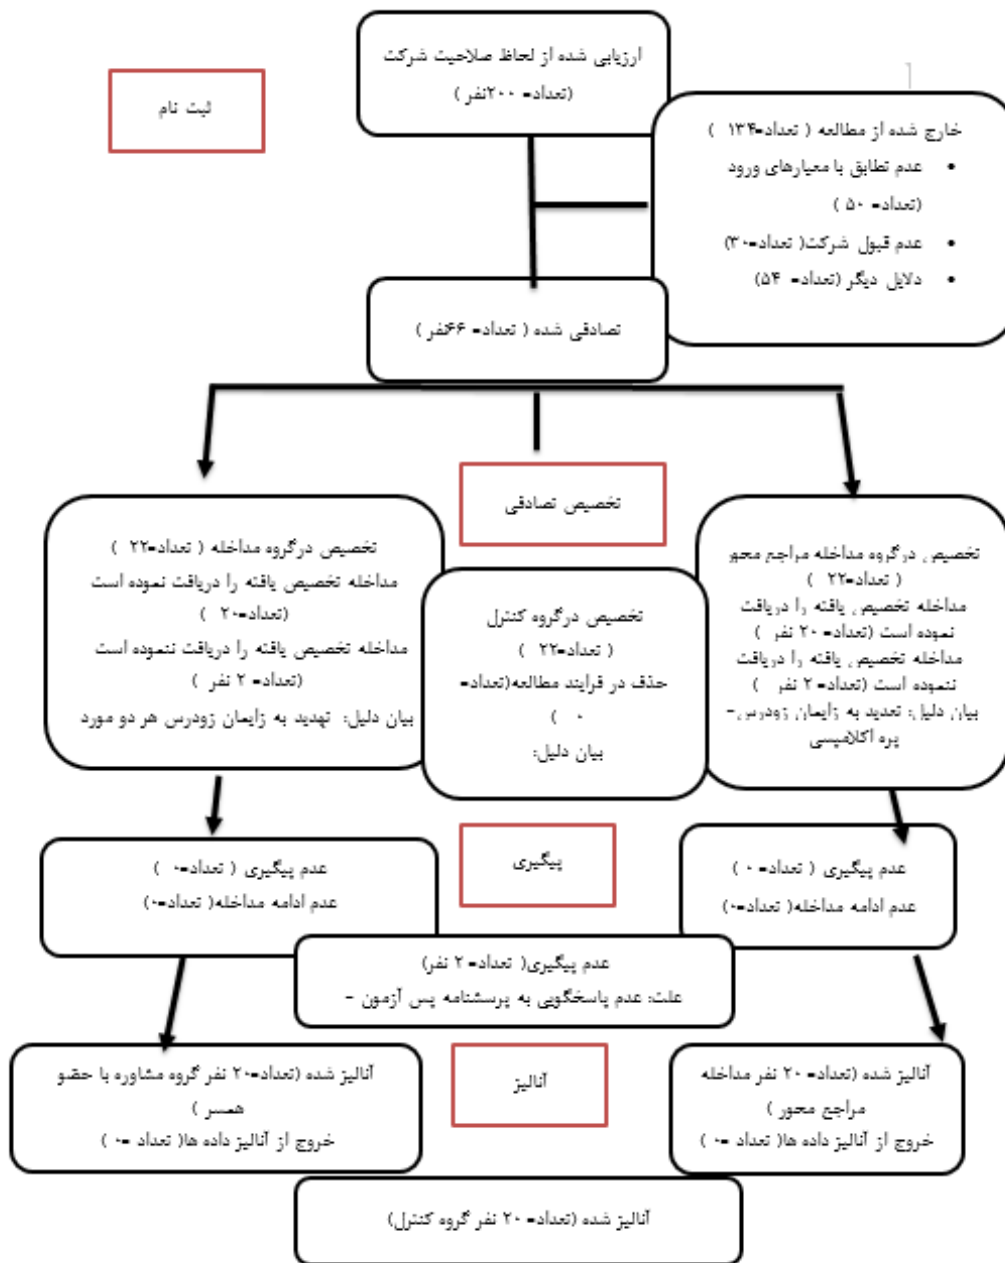 ارزیابی شده از لحاظ صلاحیت شرکت
(تعداد= ۲۰۰نفر )
ثبت نام
خارج شده از مطالعه ( تعداد=۱۳۴ )
• عدم تطابق با معیارهای ورود
(تعداد= ۵۰ )
• عدم قبول شرکت( تعداد=۳۰)
• دلایل دیگر (تعداد= ۵۴)
تصادفی شده ( تعداد= ۶۶نفر )
تخصیص تصادفی
تخصیص درگروه مداخله مراجع محور
( تعداد=۲۲ )
مداخله تخصیص یافته را دریافت
نموده است (تعداد= ۲۰ نفر )
مداخله تخصیص یافته را دریافت
ننموده است (تعداد= ۲ نفر )
بیان دلیل: تعدید به زایمان زودرس-
پره اکلامپسی
تخصیص درگروه کنترل
( تعداد=۲۲ )
حذف در فرایند مطالعه(تعداد=
۰ )
بیان دلیل:
تخصیص درگروه مداخله ( تعداد=۲۲ )
مداخله تخصیص یافته را دریافت نموده است
(تعداد=۲۰ )
مداخله تخصیص یافته را دریافت ننموده است
(تعداد= ۲ نفر )
بیان دلیل: تهدید به زایمان زودرس هر دو مورد
پیگیری
عدم پیگیری ( تعداد= ۰ )
عدم ادامه مداخله( تعداد=۰)
عدم پیگیری ( تعداد=۰ )
عدم ادامه مداخله( تعداد=۰)
عدم پیگیری( تعداد= ۲ نفر)
علت: عدم پاسخگویی به پرسشنامه پس آزمون -
آنالیز
آنالیز شده (تعداد= ۲۰ نفر مداخله
مراجع محور )
خروج از آنالیز داده ها( تعداد =۰ )
آنالیز شده (تعداد=۲۰ نفر گروه مشاوره با حضو
همسر )
خروج از آنالیز داده ها( تعداد =۰ )
آنالیز شده (تعداد= ۲۰ نفر گروه کنترل)